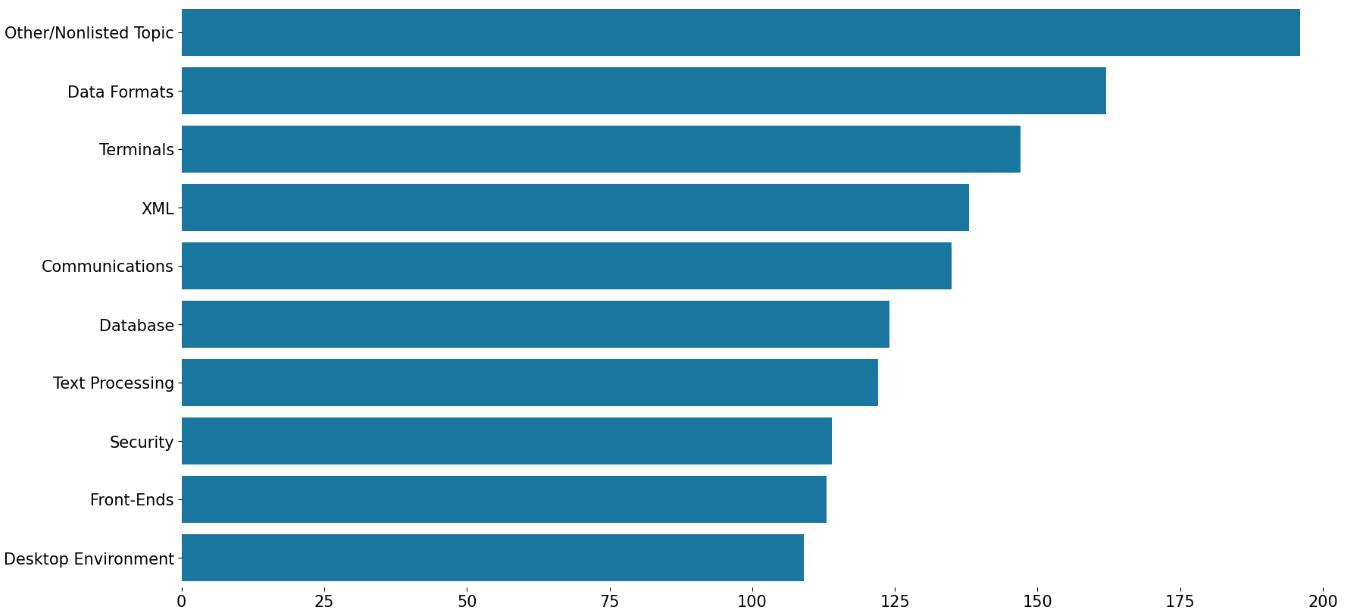 Other/Nonlisted Topic
Data Formats
Terminals
XML
Communications
Database
Text Processing
Security
Front-Ends
Desktop Environment
0 25 50 75 100 125 150 175 200